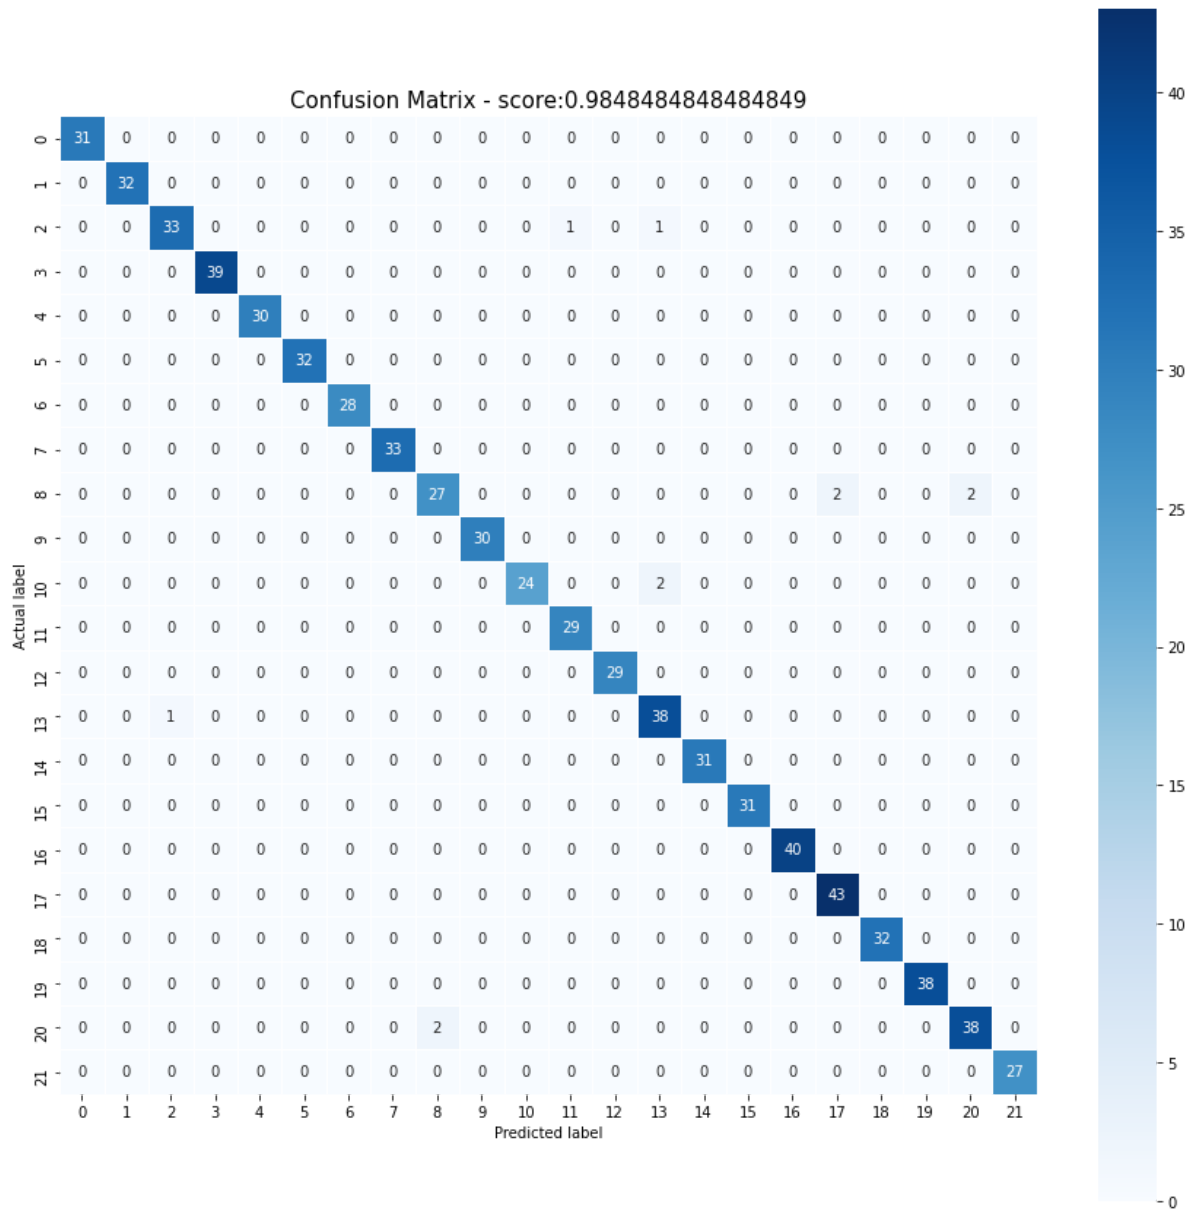 Confusion Matrix - score:0.9848484848484849
0 31 0 0 0 0 0 0 0 0 0 0 0 0 0 0 0 0 0 0 0 0 0
1 0 32 0 0 0 0 0 0 0 0 0 0 0 0 0 0 0 0 0 0 0 0
2 0 0 33 0 0 0 0 0 0 0 0 1 0 1 0 0 0 0 0 0 0 0
3 0 0 0 39 0 0 0 0 0 0 0 0 0 0 0 0 0 0 0 0 0 0
4 0 0 0 0 30 0 0 0 0 0 0 0 0 0 0 0 0 0 0 0 0 0
5 0 0 0 0 0 32 0 0 0 0 0 0 0 0 0 0 0 0 0 0 0 0
6 0 0 0 0 0 0 28 0 0 0 0 0 0 0 0 0 0 0 0 0 0 0
7 0 0 0 0 0 0 0 33 0 0 0 0 0 0 0 0 0 0 0 0 0 0
8 0 0 0 0 0 0 0 0 27 0 0 0 0 0 0 0 0 2 0 0 2 0
9 0 0 0 0 0 0 0 0 0 30 0 0 0 0 0 0 0 0 0 0 0 0
10 0 0 0 0 0 0 0 0 0 0 24 0 0 2 0 0 0 0 0 0 0 0
11 0 0 0 0 0 0 0 0 0 0 0 29 0 0 0 0 0 0 0 0 0 0
12 0 0 0 0 0 0 0 0 0 0 0 0 29 0 0 0 0 0 0 0 0 0
13 0 0 1 0 0 0 0 0 0 0 0 0 0 38 0 0 0 0 0 0 0 0
14 0 0 0 0 0 0 0 0 0 0 0 0 0 0 31 0 0 0 0 0 0 0
15 0 0 0 0 0 0 0 0 0 0 0 0 0 0 0 31 0 0 0 0 0 0
16 0 0 0 0 0 0 0 0 0 0 0 0 0 0 0 0 40 0 0 0 0 0
17 0 0 0 0 0 0 0 0 0 0 0 0 0 0 0 0 0 43 0 0 0 0
18 0 0 0 0 0 0 0 0 0 0 0 0 0 0 0 0 0 0 32 0 0 0
19 0 0 0 0 0 0 0 0 0 0 0 0 0 0 0 0 0 0 0 38 0 0
20 0 0 0 0 0 0 0 0 2 0 0 0 0 0 0 0 0 0 0 0 38 0
21 0 0 0 0 0 0 0 0 0 0 0 0 0 0 0 0 0 0 0 0 0 27
0 1 2 3 4 5 6 7 8 9 10 11 12 13 14 15 16 17 18 19 20 21
Actual label
Predicted label
40
35
30
25
20
15
10
5
0